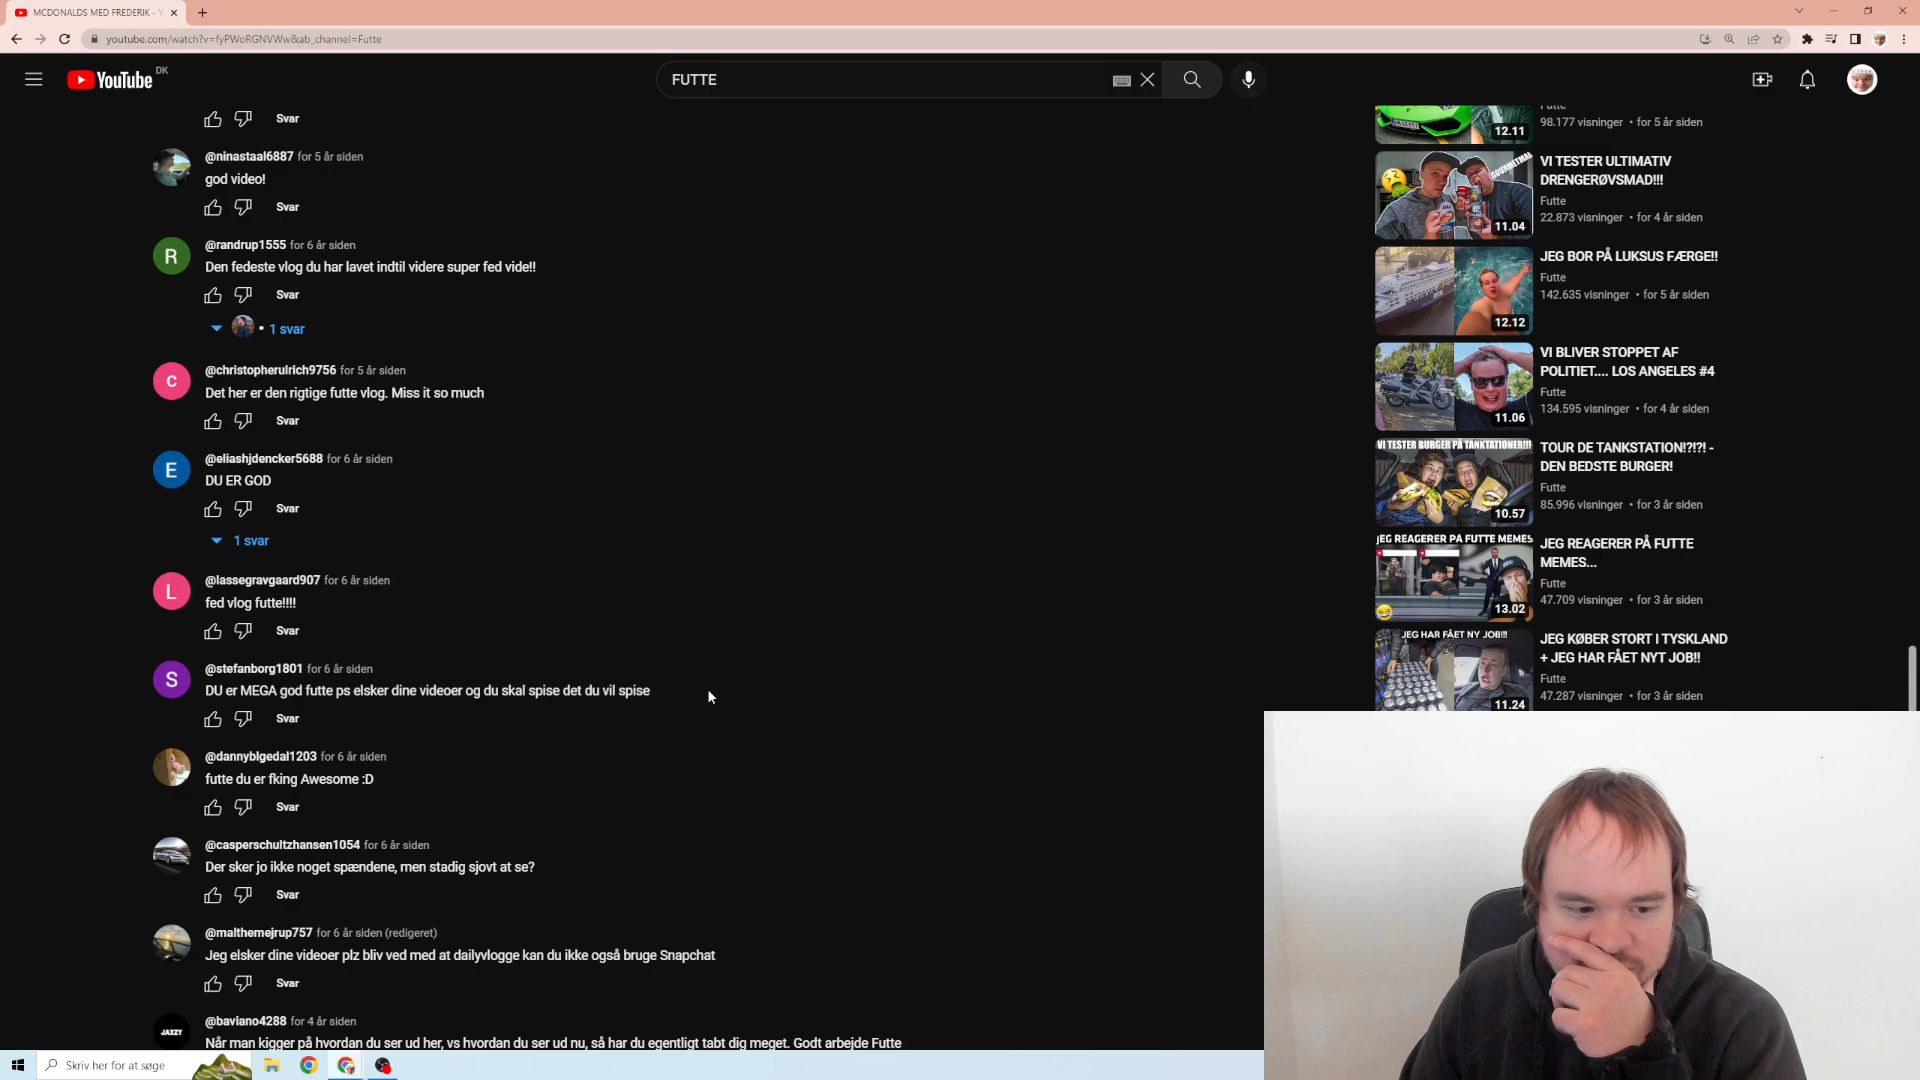 MCDONALDS MED FREDERIK - Y
youtube.com/watch?v=fyPWoRGNVWw&ab_channel=Futte
YouTube DK
FUTTE
Svar
@ninastaal6887 for 5 år siden
god video!
Svar
@randrup1555 for 6 år siden
Den fedeste vlog du har lavet indtil videre super fed vide!!
Svar
1 svar
@christopherulrich9756 for 5 år siden
Det her er den rigtige futte vlog. Miss it so much
Svar
@eliashjdencker5688 for 6 år siden
DU ER GOD
Svar
1 svar
@lassegravgaard907 for 6 år siden
fed vlog futte!!!!
Svar
@stefanborg1801 for 6 år siden
DU er MEGA god futte ps elsker dine videoer og du skal spise det du vil spise
Svar
@dannyblgedal1203 for 6 år siden
futte du er fking Awesome :D
Svar
@casperschultzhansen1054 for 6 år siden
Der sker jo ikke noget spændene, men stadig sjovt at se?
Svar
@malthemejrup757 for 6 år siden (redigeret)
Jeg elsker dine videoer plz bliv ved med at dailyvlogge kan du ikke også bruge Snapchat
Svar
@baviano4288 for 4 år siden
Når man kigger på hvordan du ser ud her, vs hvordan du ser ud nu, så har du egentligt tabt dig meget. Godt arbejde Futte
R
C
E
L
S
JAXZY
12.11
Futte
98.177 visninger • for 5 år siden
GOURMETMAD
11.04
VI TESTER ULTIMATIV
DRENGERØVSMAD!!!
Futte
22.873 visninger • for 4 år siden
12.12
JEG BOR PÅ LUKSUS FÆRGE!!
Futte
142.635 visninger • for 5 år siden
11.06
VI BLIVER STOPPET AF
POLITIET.... LOS ANGELES #4
Futte
134.595 visninger • for 4 år siden
VI TESTER BURGER PÅ TANKTATIONER!!!
10.57
TOUR DE TANKSTATION!?!?! -
DEN BEDSTE BURGER!
Futte
85.996 visninger • for 3 år siden
JEG REAGERER PÅ FUTTE MEMES
13.02
JEG REAGERER PÅ FUTTE
MEMES...
Futte
47.709 visninger • for 3 år siden
JEG HAR FÅET NY JOB!!!
11.24
JEG KØBER STORT I TYSKLAND
+ JEG HAR FÅET NYT JOB!!
Futte
47.287 visninger • for 3 år siden
Skriv her for at søge